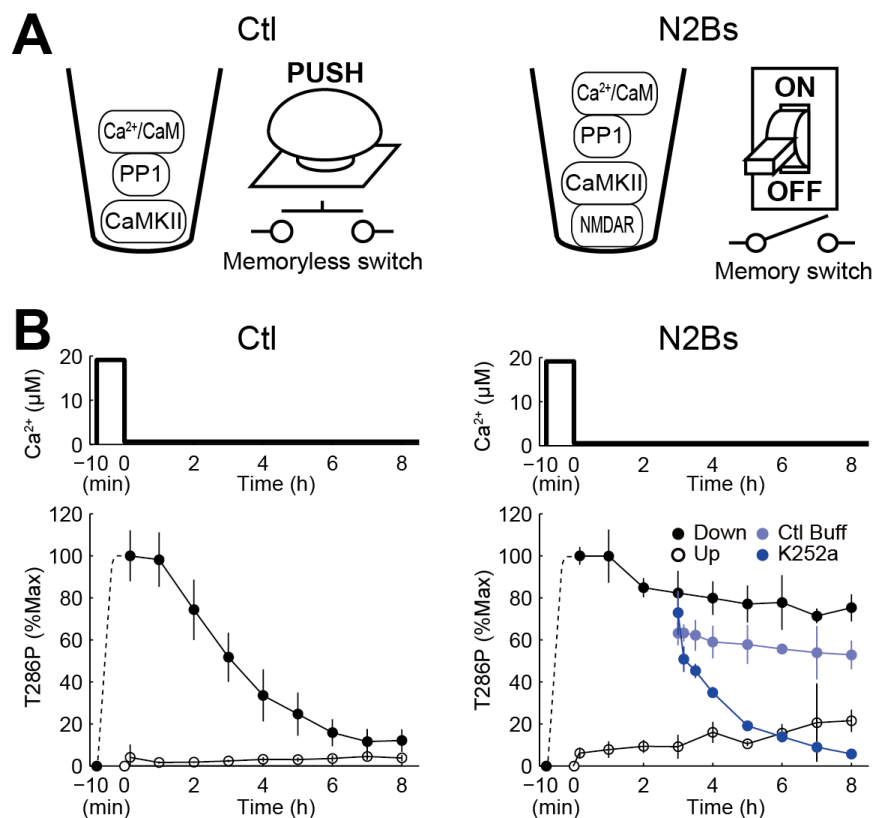 A
Ctl
N2Bs
PUSH
Ca²⁺/CaM
PP1
CaMKII
Memoryless switch
Ca²⁺/CaM
PP1
CaMKII
NMDAR
ON
OFF
Memory switch
B
Ctl
N2Bs
Ca²⁺ (μM)
20
10
0
−10 0 2 4 6 8
(min) Time (h)
Ca²⁺ (μM)
20
10
0
−10 0 2 4 6 8
(min) Time (h)
T286P (%Max)
120
100
80
60
40
20
0
−10 0 2 4 6 8
(min) Time (h)
T286P (%Max)
120
100
80
60
40
20
0
Down Ctl Buff
Up K252a
−10 0 2 4 6 8
(min) Time (h)